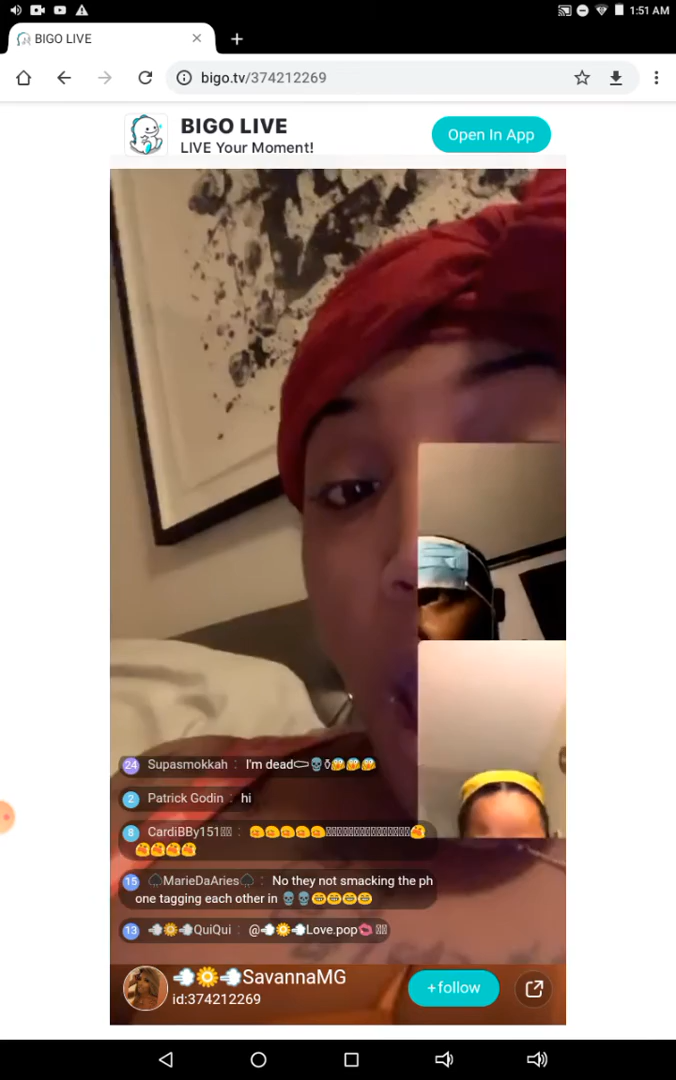 1:51 AM
BIGO LIVE
bigo.tv/374212269
BIGO LIVE
LIVE Your Moment!
Open In App
24 Supasmokkah : I'm dead⚰💀⚱😱😱😱
2 Patrick Godin : hi
8 CardiBBy151 :
15 ♠MarieDaAries♠ : No they not smacking the ph
one tagging each other in 💀💀😂😂😂😂
13 💨🌼💨QuiQui : @💨🌼💨Love.pop💋
💨🌼💨SavannaMG
+follow
id:374212269